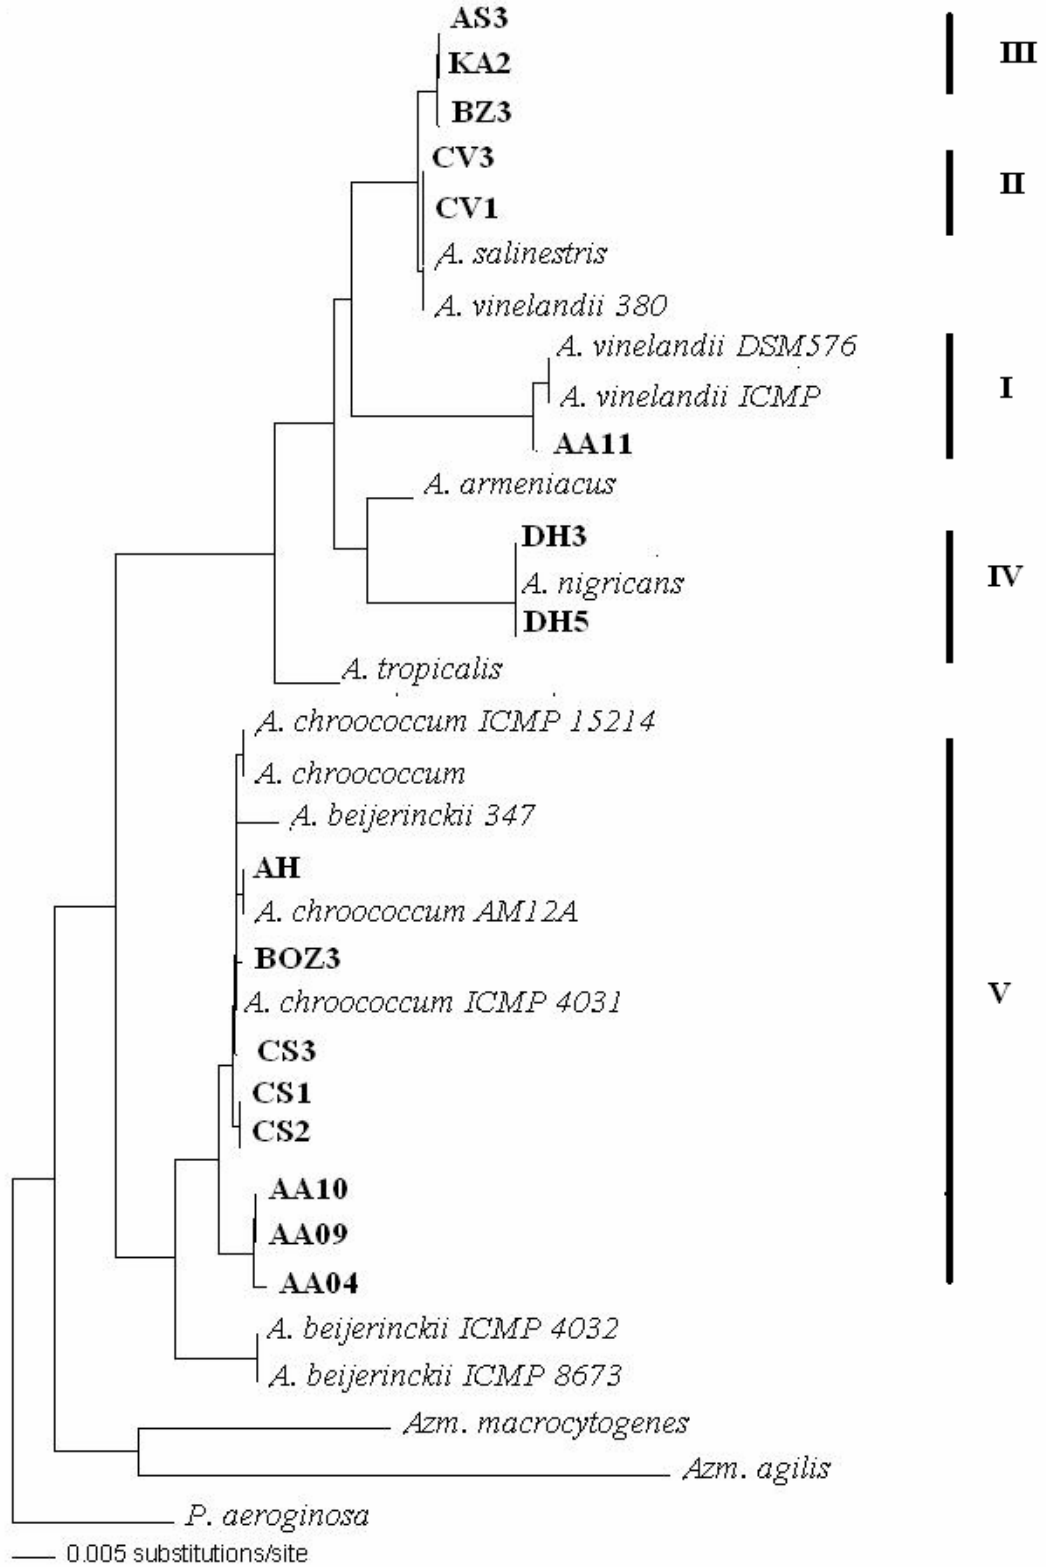 AS3
KA2
III
BZ3
CV3
II
CV1
A. salinestris
A. vinelandii 380
A. vinelandii DSM576
A. vinelandii ICMP
I
AA11
A. armeniacus
DH3
A. nigricans
IV
DH5
A. tropicalis
A. chroococcum ICMP 15214
A. chroococcum
A. beijerinckii 347
AH
A. chroococcum AM12A
BOZ3
A. chroococcum ICMP 4031
V
CS3
CS1
CS2
AA10
AA09
AA04
A. beijerinckii ICMP 4032
A. beijerinckii ICMP 8673
Azm. macrocytogenes
Azm. agilis
P. aeroginosa
0.005 substitutions/site